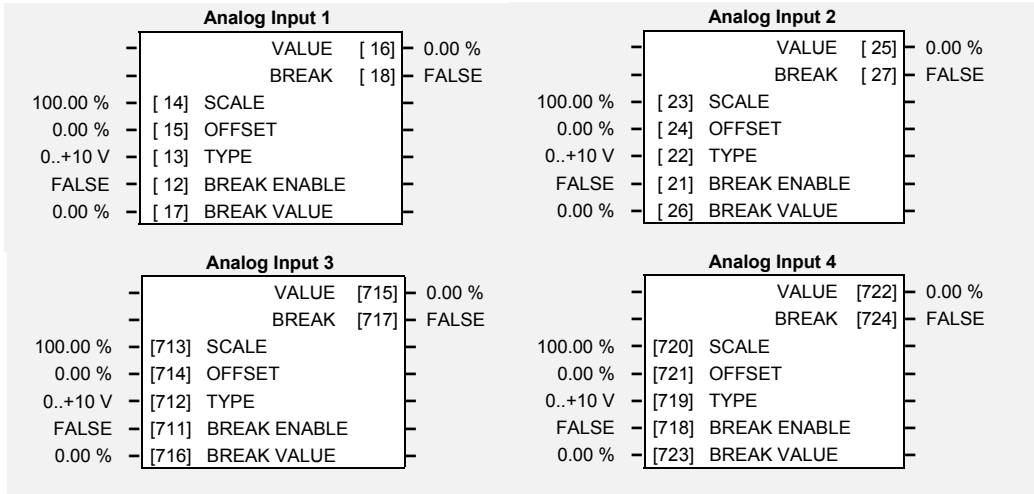 Analog Input 1
VALUE [ 16] 0.00 %
BREAK [ 18] FALSE
100.00 % [ 14] SCALE
0.00 % [ 15] OFFSET
0..+10 V [ 13] TYPE
FALSE [ 12] BREAK ENABLE
0.00 % [ 17] BREAK VALUE
Analog Input 2
VALUE [ 25] 0.00 %
BREAK [ 27] FALSE
100.00 % [ 23] SCALE
0.00 % [ 24] OFFSET
0..+10 V [ 22] TYPE
FALSE [ 21] BREAK ENABLE
0.00 % [ 26] BREAK VALUE
Analog Input 3
VALUE [715] 0.00 %
BREAK [717] FALSE
100.00 % [713] SCALE
0.00 % [714] OFFSET
0..+10 V [712] TYPE
FALSE [711] BREAK ENABLE
0.00 % [716] BREAK VALUE
Analog Input 4
VALUE [722] 0.00 %
BREAK [724] FALSE
100.00 % [720] SCALE
0.00 % [721] OFFSET
0..+10 V [719] TYPE
FALSE [718] BREAK ENABLE
0.00 % [723] BREAK VALUE